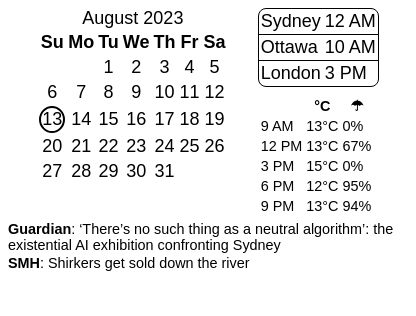 August 2023
Su Mo Tu We Th Fr Sa
1 2 3 4 5
6 7 8 9 10 11 12
13 14 15 16 17 18 19
20 21 22 23 24 25 26
27 28 29 30 31
Sydney 12 AM
Ottawa 10 AM
London 3 PM
°C ☂
9 AM 13°C 0%
12 PM 13°C 67%
3 PM 15°C 0%
6 PM 12°C 95%
9 PM 13°C 94%
Guardian: ‘There’s no such thing as a neutral algorithm’: the
existential AI exhibition confronting Sydney
SMH: Shirkers get sold down the river